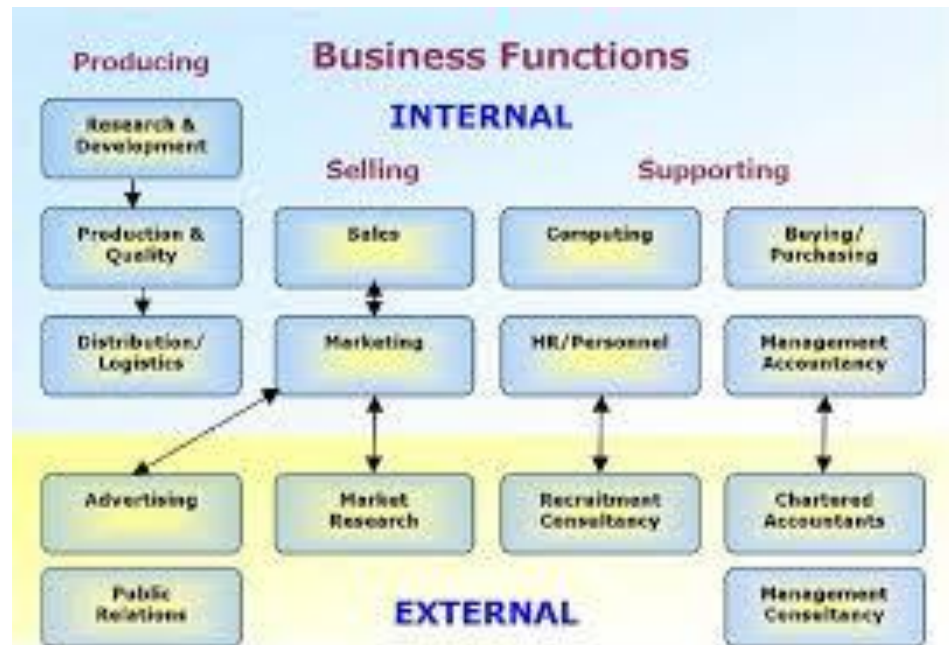 Producing
Business Functions
INTERNAL
Research &
Development
Selling
Supporting
Production &
Quality
Sales
Computing
Buying/
Purchasing
Distribution/
Logistics
Marketing
HR/Personnel
Management
Accountancy
Advertising
Market
Research
Recruitment
Consultancy
Chartered
Accountants
Public
Relations
EXTERNAL
Management
Consultancy